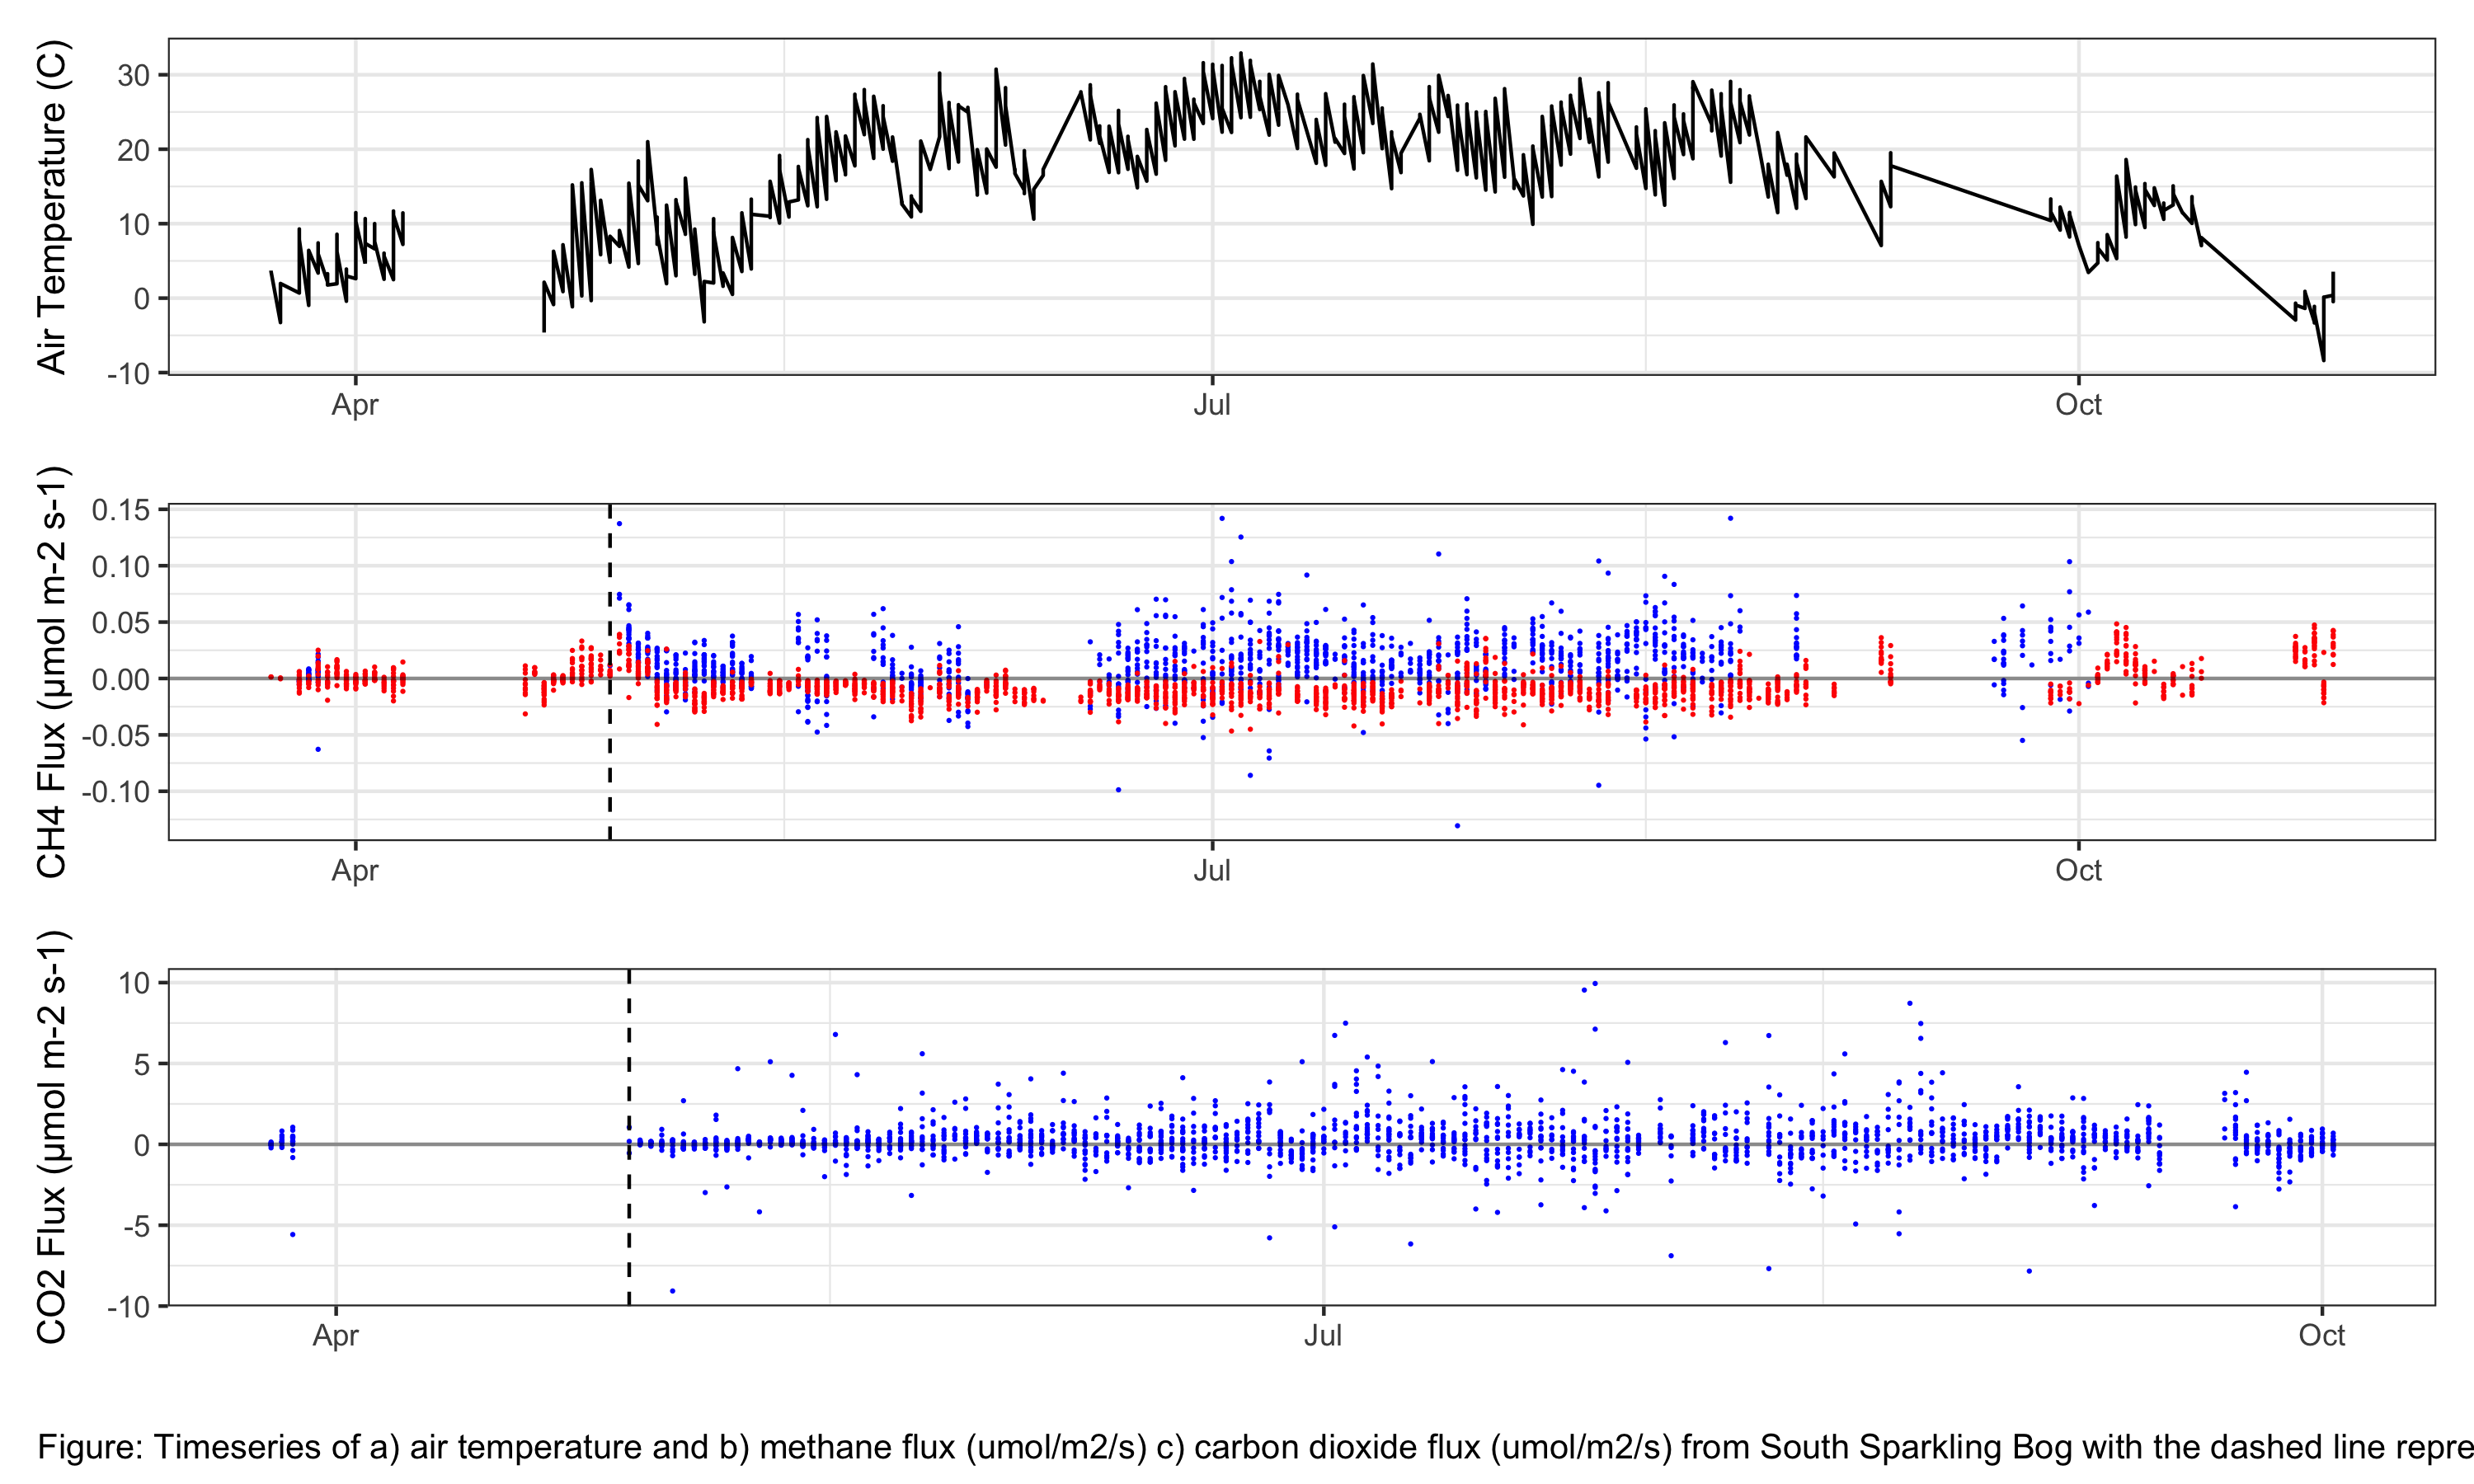 Air Temperature (C)
30
20
10
0
-10
Apr
Jul
Oct
CH4 Flux (µmol m-2 s-1)
0.15
0.10
0.05
0.00
-0.05
-0.10
Apr
Jul
Oct
CO2 Flux (µmol m-2 s-1)
10
5
0
-5
-10
Apr
Jul
Oct
Figure: Timeseries of a) air temperature and b) methane flux (umol/m2/s) c) carbon dioxide flux (umol/m2/s) from South Sparkling Bog with the dashed line repre